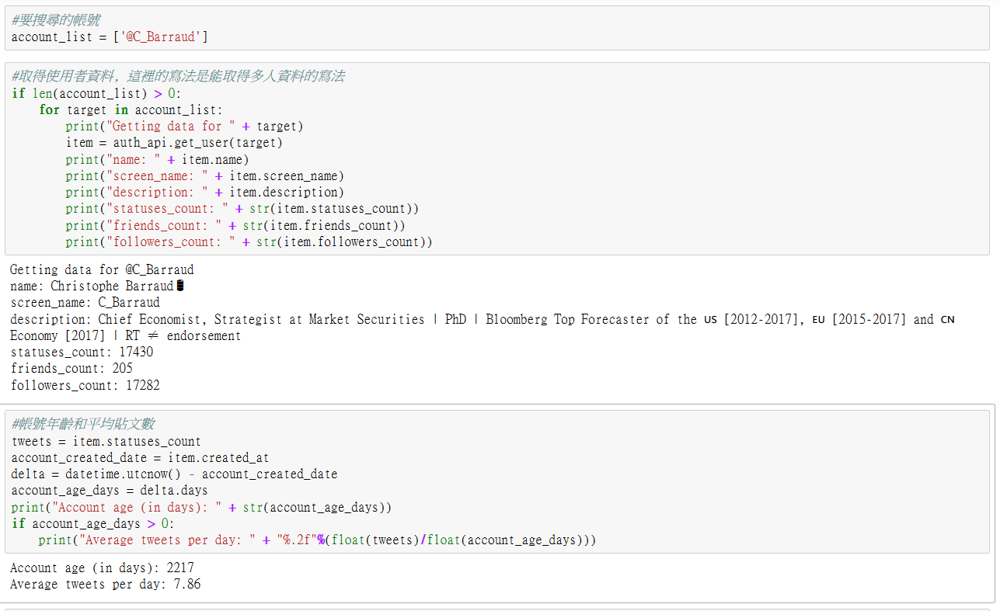 #要搜尋的帳號
account_list = ['@C_Barraud']
#取得使用者資料, 這裡的寫法是能取得多人資料的寫法
if len(account_list) > 0:
    for target in account_list:
        print("Getting data for " + target)
        item = auth_api.get_user(target)
        print("name: " + item.name)
        print("screen_name: " + item.screen_name)
        print("description: " + item.description)
        print("statuses_count: " + str(item.statuses_count))
        print("friends_count: " + str(item.friends_count))
        print("followers_count: " + str(item.followers_count))
Getting data for @C_Barraud
name: Christophe Barraud🛢
screen_name: C_Barraud
description: Chief Economist, Strategist at Market Securities | PhD | Bloomberg Top Forecaster of the US [2012-2017], EU [2015-2017] and CN
Economy [2017] | RT ≠ endorsement
statuses_count: 17430
friends_count: 205
followers_count: 17282
#帳號年齡和平均貼文數
tweets = item.statuses_count
account_created_date = item.created_at
delta = datetime.utcnow() - account_created_date
account_age_days = delta.days
print("Account age (in days): " + str(account_age_days))
if account_age_days > 0:
    print("Average tweets per day: " + "%.2f"%(float(tweets)/float(account_age_days)))
Account age (in days): 2217
Average tweets per day: 7.86